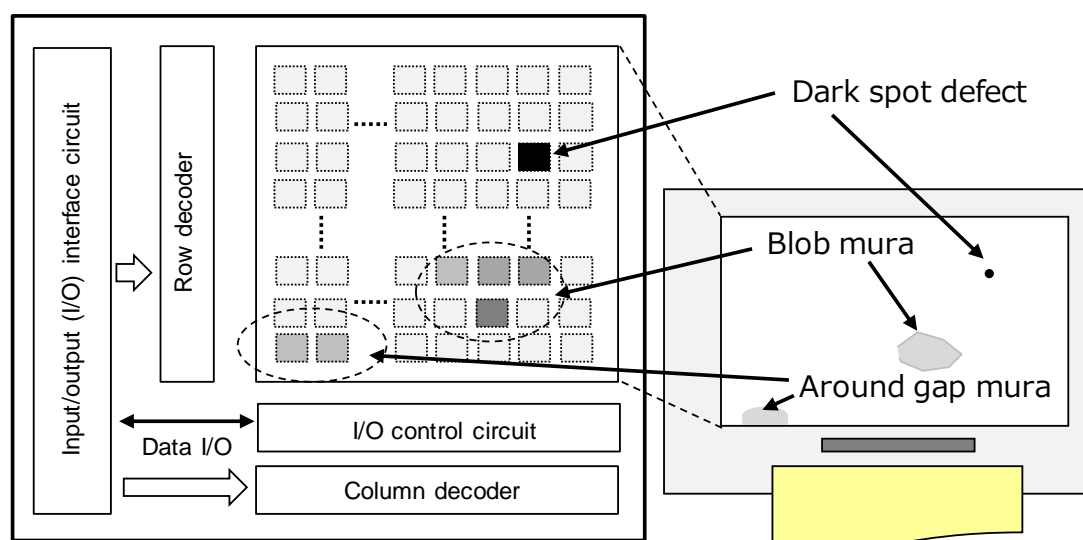 Input/output (I/O) interface circuit
Row decoder
Dark spot defect
Blob mura
Around gap mura
Data I/O
I/O control circuit
Column decoder